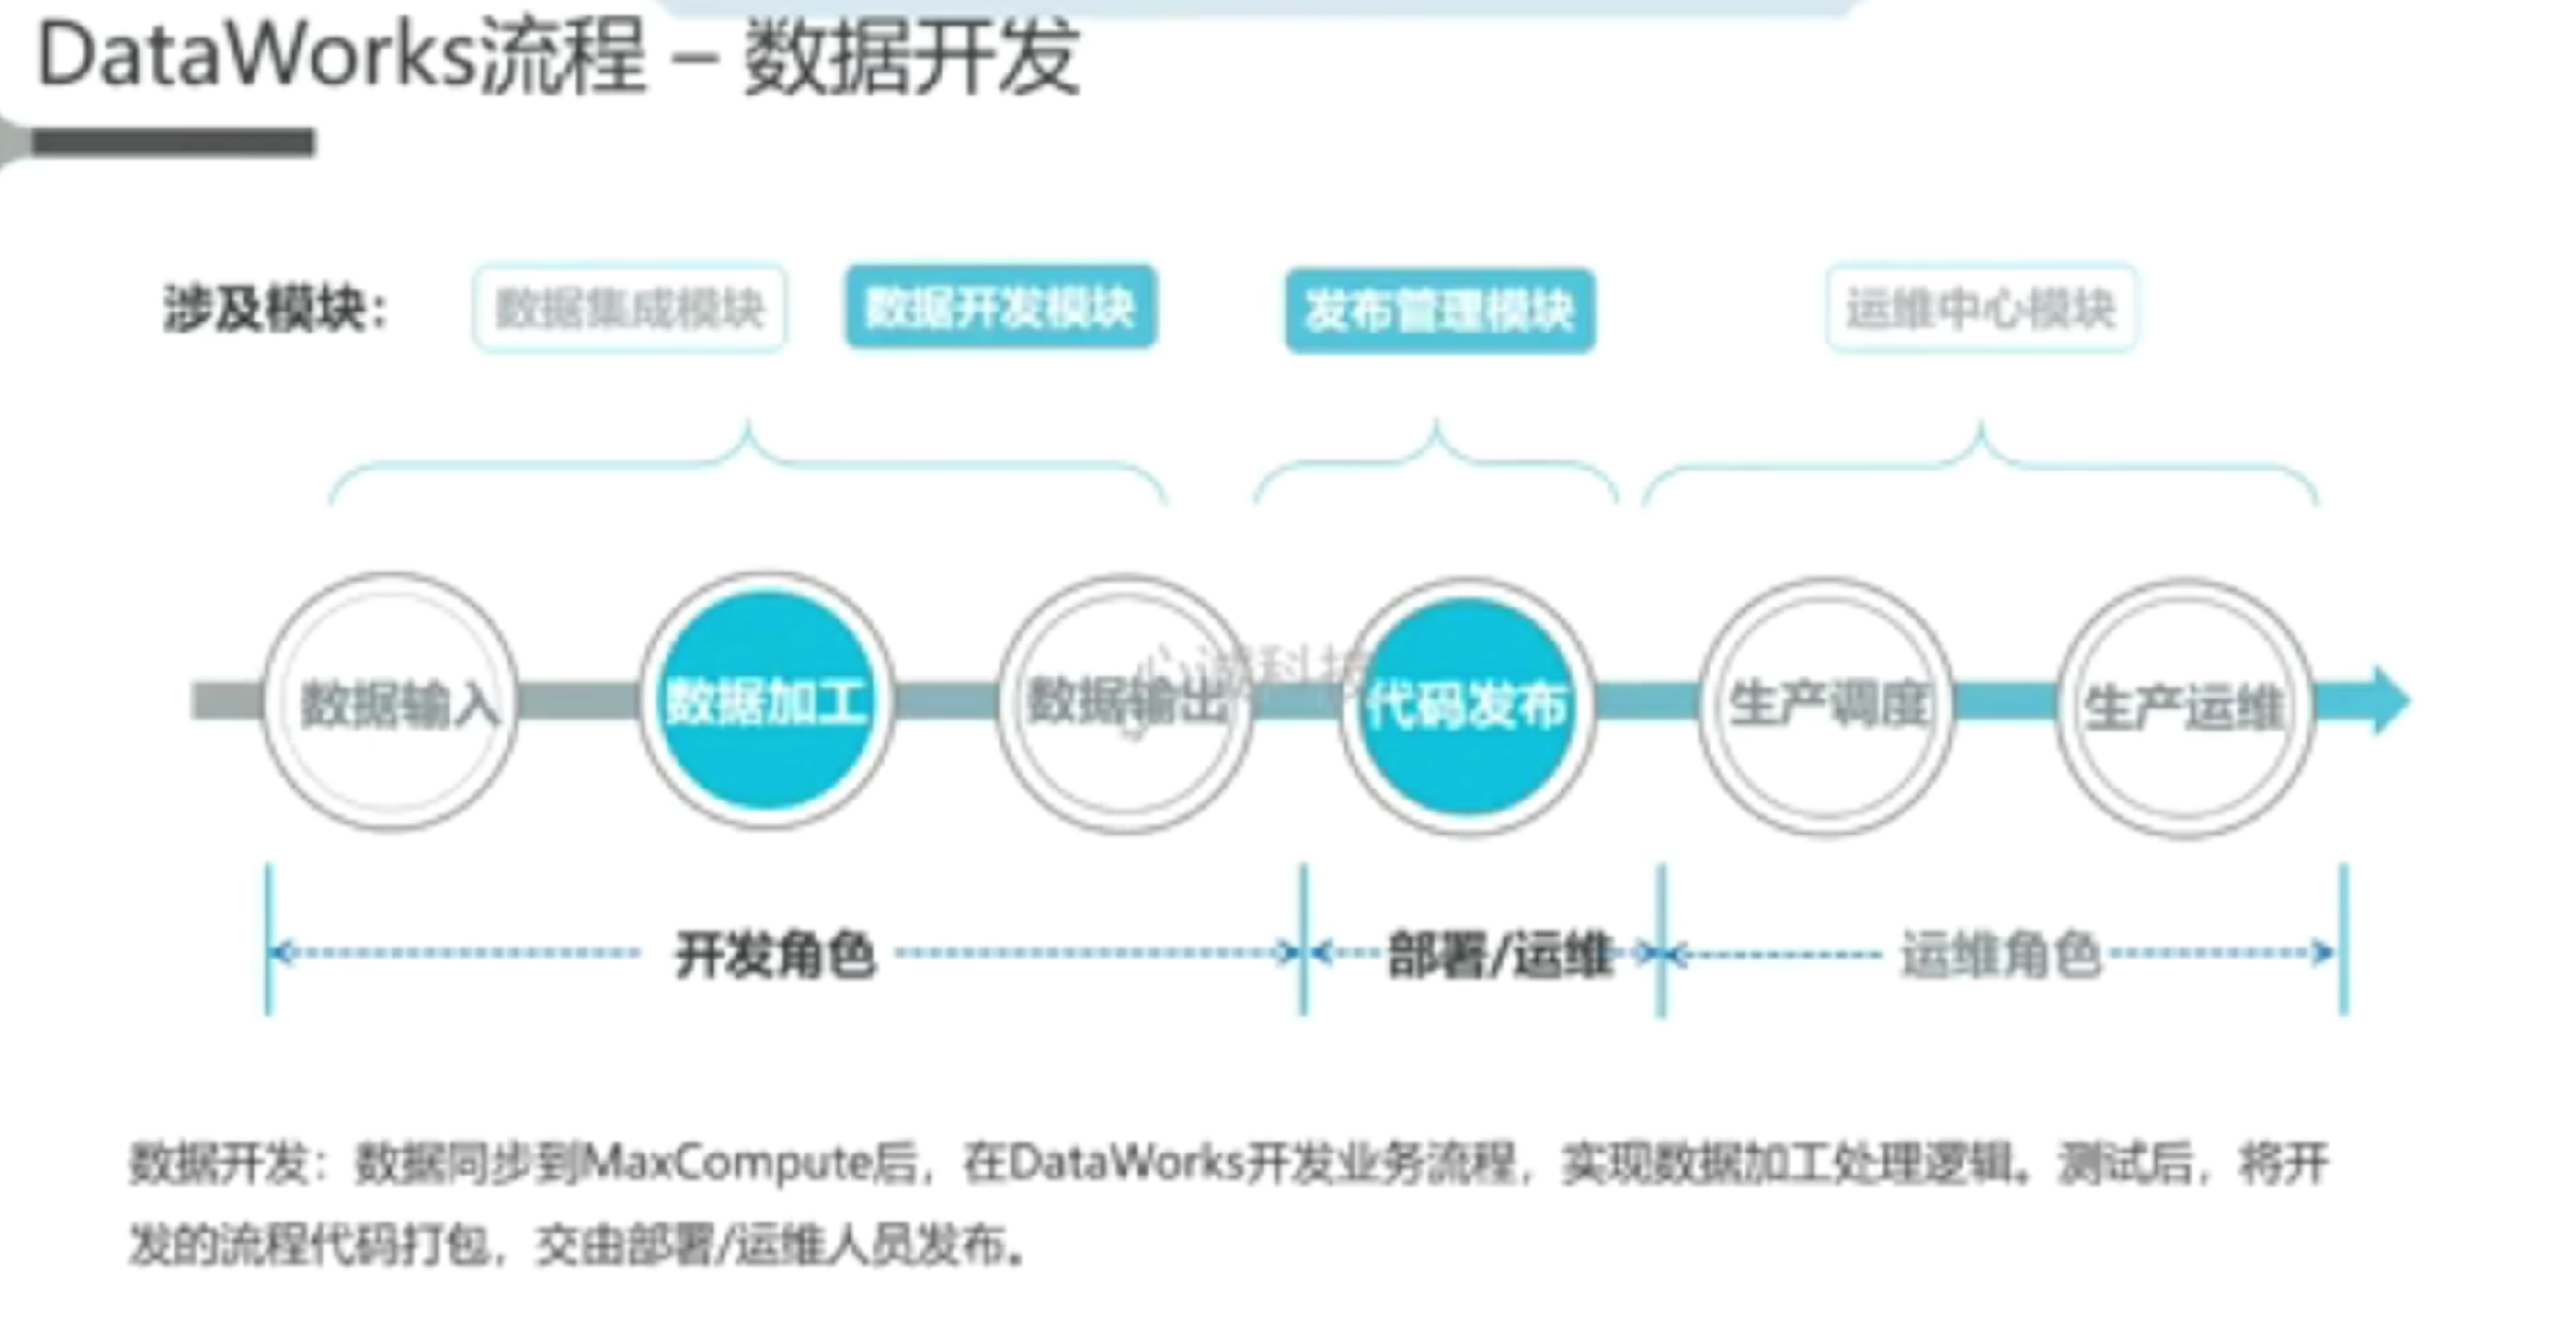 DataWorks流程 – 数据开发
涉及模块：
数据集成模块
数据开发模块
发布管理模块
运维中心模块
数据输入
数据加工
数据输出
代码发布
生产调度
生产运维
开发角色
部署/运维
运维角色
数据开发：数据同步到MaxCompute后，在DataWorks开发业务流程，实现数据加工处理逻辑。测试后，将开
发的流程代码打包，交由部署/运维人员发布。